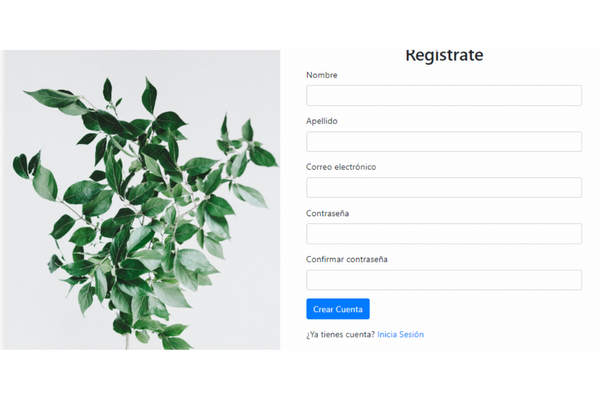 Registrate
Nombre
Apellido
Correo electrónico
Contraseña
Confirmar contraseña
Crear Cuenta
¿Ya tienes cuenta? Inicia Sesión